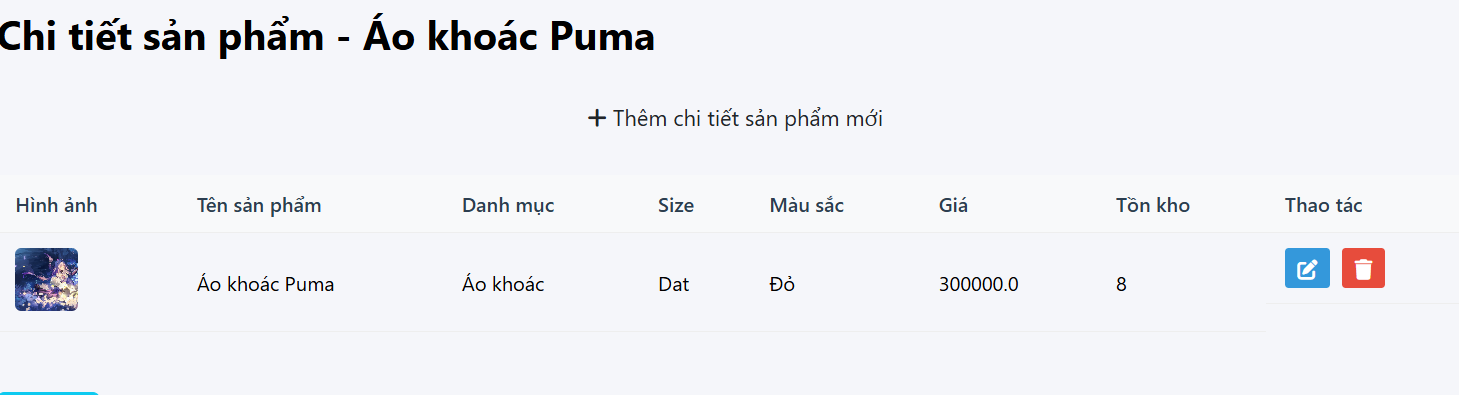 Chi tiết sản phẩm - Áo khoác Puma
+ Thêm chi tiết sản phẩm mới
Hình ảnh Tên sản phẩm Danh mục Size Màu sắc Giá Tồn kho Thao tác
Áo khoác Puma Áo khoác Dat Đỏ 300000.0 8